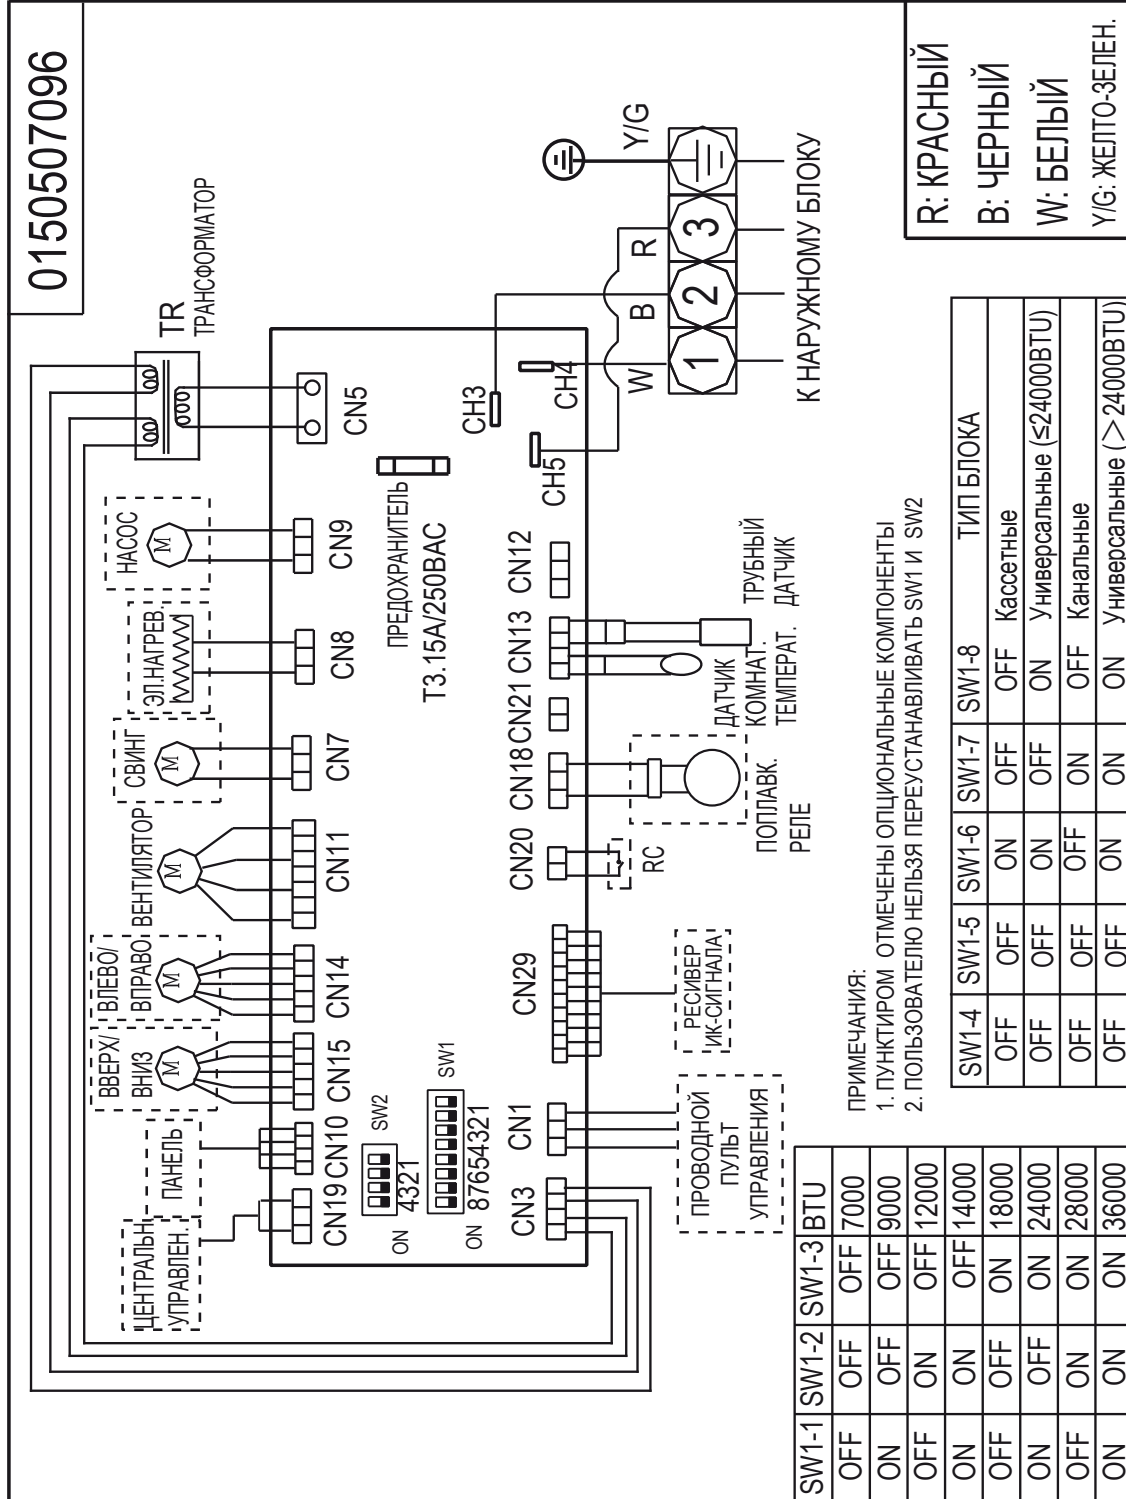 015050​7096
TR
ТРАНСФОРМАТОР
НАСОС
М
ЭЛ.НАГРЕВ.
СВИНГ
М
ВЕНТИЛЯТОР
М
ВЛЕВО/
ВПРАВО
М
ВВЕРХ/
ВНИЗ
М
ПАНЕЛЬ
ЦЕНТРАЛЬН
УПРАВЛЕН.
CN19
CN10
CN15
CN14
CN11
CN7
CN8
CN9
CN5
SW2
4321
ON
SW1
87654321
ON
ПРЕДОХРАНИТЕЛЬ
T3.15A/250ВАС
CH3
CH4
CH5
CN3
CN1
CN29
CN20
CN18
CN21
CN13
CN12
W
B
R
Y/G
1
2
3
К НАРУЖНОМУ БЛОКУ
ПРОВОДНОЙ
ПУЛЬТ
УПРАВЛЕНИЯ
РЕСИВЕР
ИК-СИГНАЛА
RC
ПОПЛАВК.
РЕЛЕ
ДАТЧИК
КОМНАТ.
ТЕМПЕРАТ.
ТРУБНЫЙ
ДАТЧИК
ПРИМЕЧАНИЯ:
1. ПУНКТИРОМ ОТМЕЧЕНЫ ОПЦИОНАЛЬНЫЕ КОМПОНЕНТЫ
2. ПОЛЬЗОВАТЕЛЮ НЕЛЬЗЯ ПЕРЕУСТАНАВЛИВАТЬ SW1 И SW2
SW1-1 SW1-2 SW1-3 BTU
OFF OFF OFF 7000
ON OFF OFF 9000
OFF ON OFF 12000
ON ON OFF 14000
OFF OFF ON 18000
ON OFF ON 24000
OFF ON ON 28000
ON ON ON 36000
SW1-4 SW1-5 SW1-6 SW1-7 SW1-8 ТИП БЛОКА
OFF OFF ON OFF OFF Кассетные
OFF OFF ON OFF ON Универсальные (≤24000BTU)
OFF OFF OFF ON OFF Канальные
OFF OFF ON ON ON Универсальные (＞24000BTU)
R: КРАСНЫЙ
B: ЧЕРНЫЙ
W: БЕЛЫЙ
Y/G: ЖЕЛТО-ЗЕЛЕН.